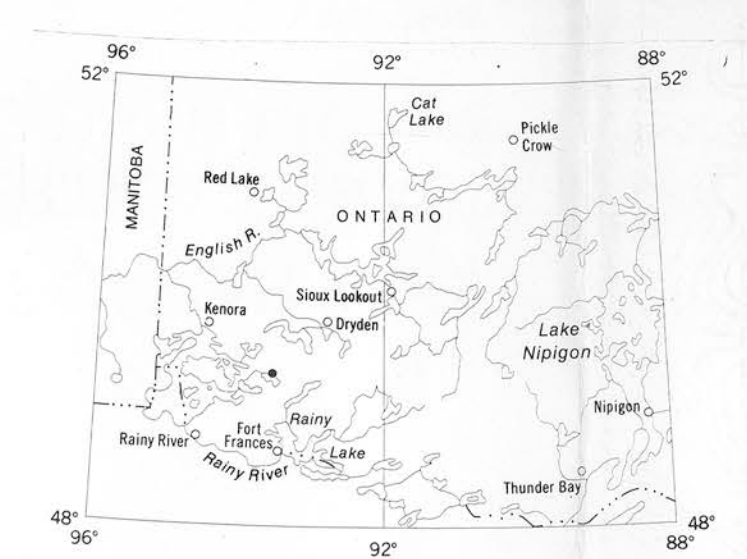 96°
92°
88°
52°
52°
Cat
Lake
Pickle
Crow
MANITOBA
Red Lake
ONTARIO
English R.
Sioux Lookout
Kenora
Dryden
Lake
Nipigon
Nipigon
Rainy
Fort
Frances
Rainy River
Lake
Rainy River
Thunder Bay
48°
48°
96°
92°
88°